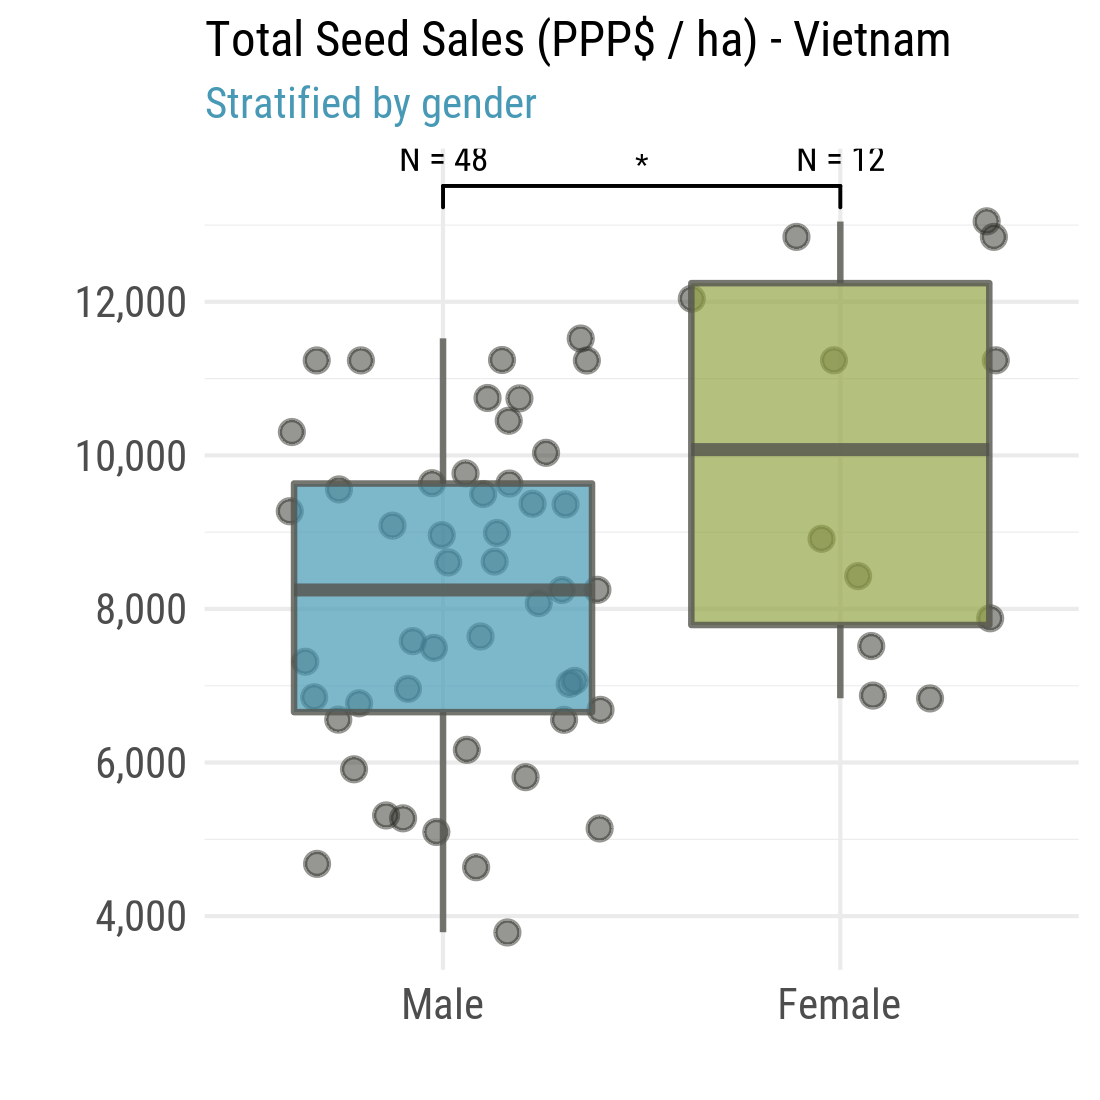 Total Seed Sales (PPP$ / ha) - Vietnam
Stratified by gender
N = 48 * N = 12
12,000
10,000
8,000
6,000
4,000
Male Female